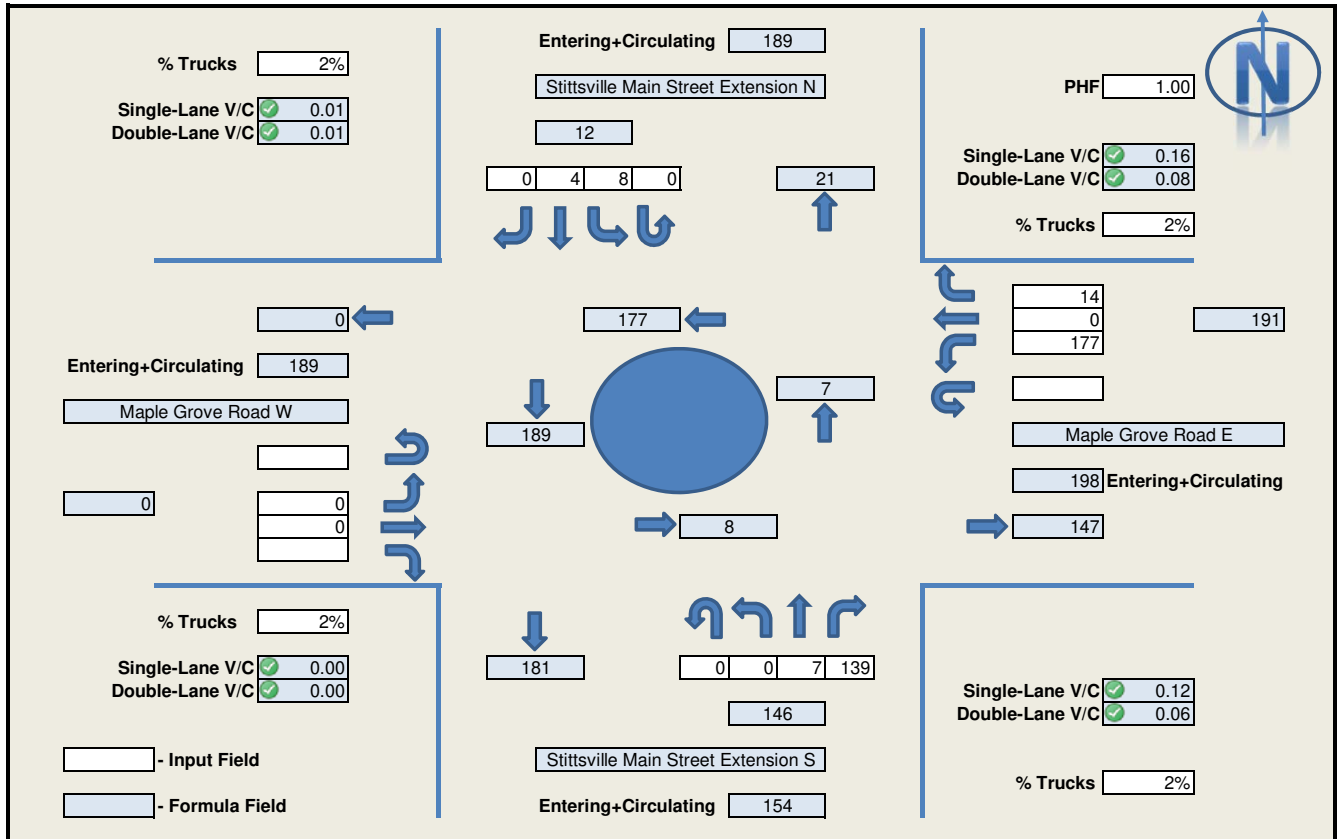 Entering+Circulating 189
% Trucks 2%
Stittsville Main Street Extension N
PHF 1.00
N
Single-Lane V/C 0.01
Double-Lane V/C 0.01
12
Single-Lane V/C 0.16
Double-Lane V/C 0.08
0 4 8 0
21
% Trucks 2%
14
0 177 0 191
177
Entering+Circulating 189
7
Maple Grove Road W
189
Maple Grove Road E
198 Entering+Circulating
0 0
0 8 147
% Trucks 2%
Single-Lane V/C 0.00
Double-Lane V/C 0.00
181
0 0 7 139
Single-Lane V/C 0.12
Double-Lane V/C 0.06
146
- Input Field
Stittsville Main Street Extension S
% Trucks 2%
- Formula Field
Entering+Circulating 154